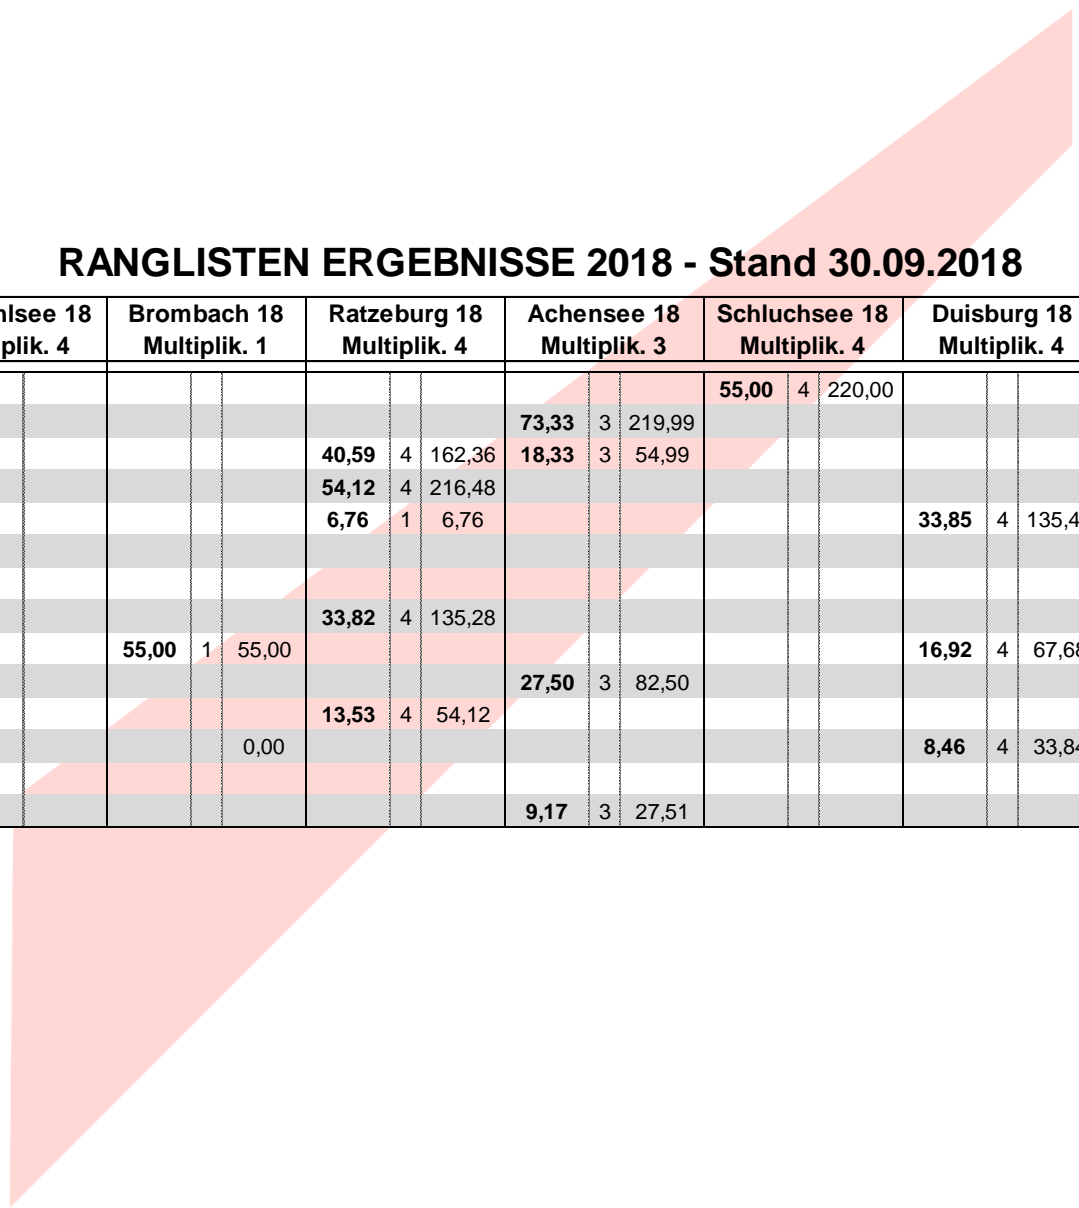 RANGLISTEN ERGEBNISSE 2018 - Stand 30.09.2018
18 Brombach 18 Ratzeburg 18 Achensee 18 Schluchsee 18 Duisburg 18
4 Multiplik. 1 Multiplik. 4 Multiplik. 3 Multiplik. 4 Multiplik. 4
55,00 4 220,00
73,33 3 219,99
40,59 4 162,36 18,33 3 54,99
54,12 4 216,48
6,76 1 6,76 33,85 4
33,82 4 135,28
55,00 1 55,00 16,92 4
27,50 3 82,50
13,53 4 54,12
0,00 8,46 4
9,17 3 27,51